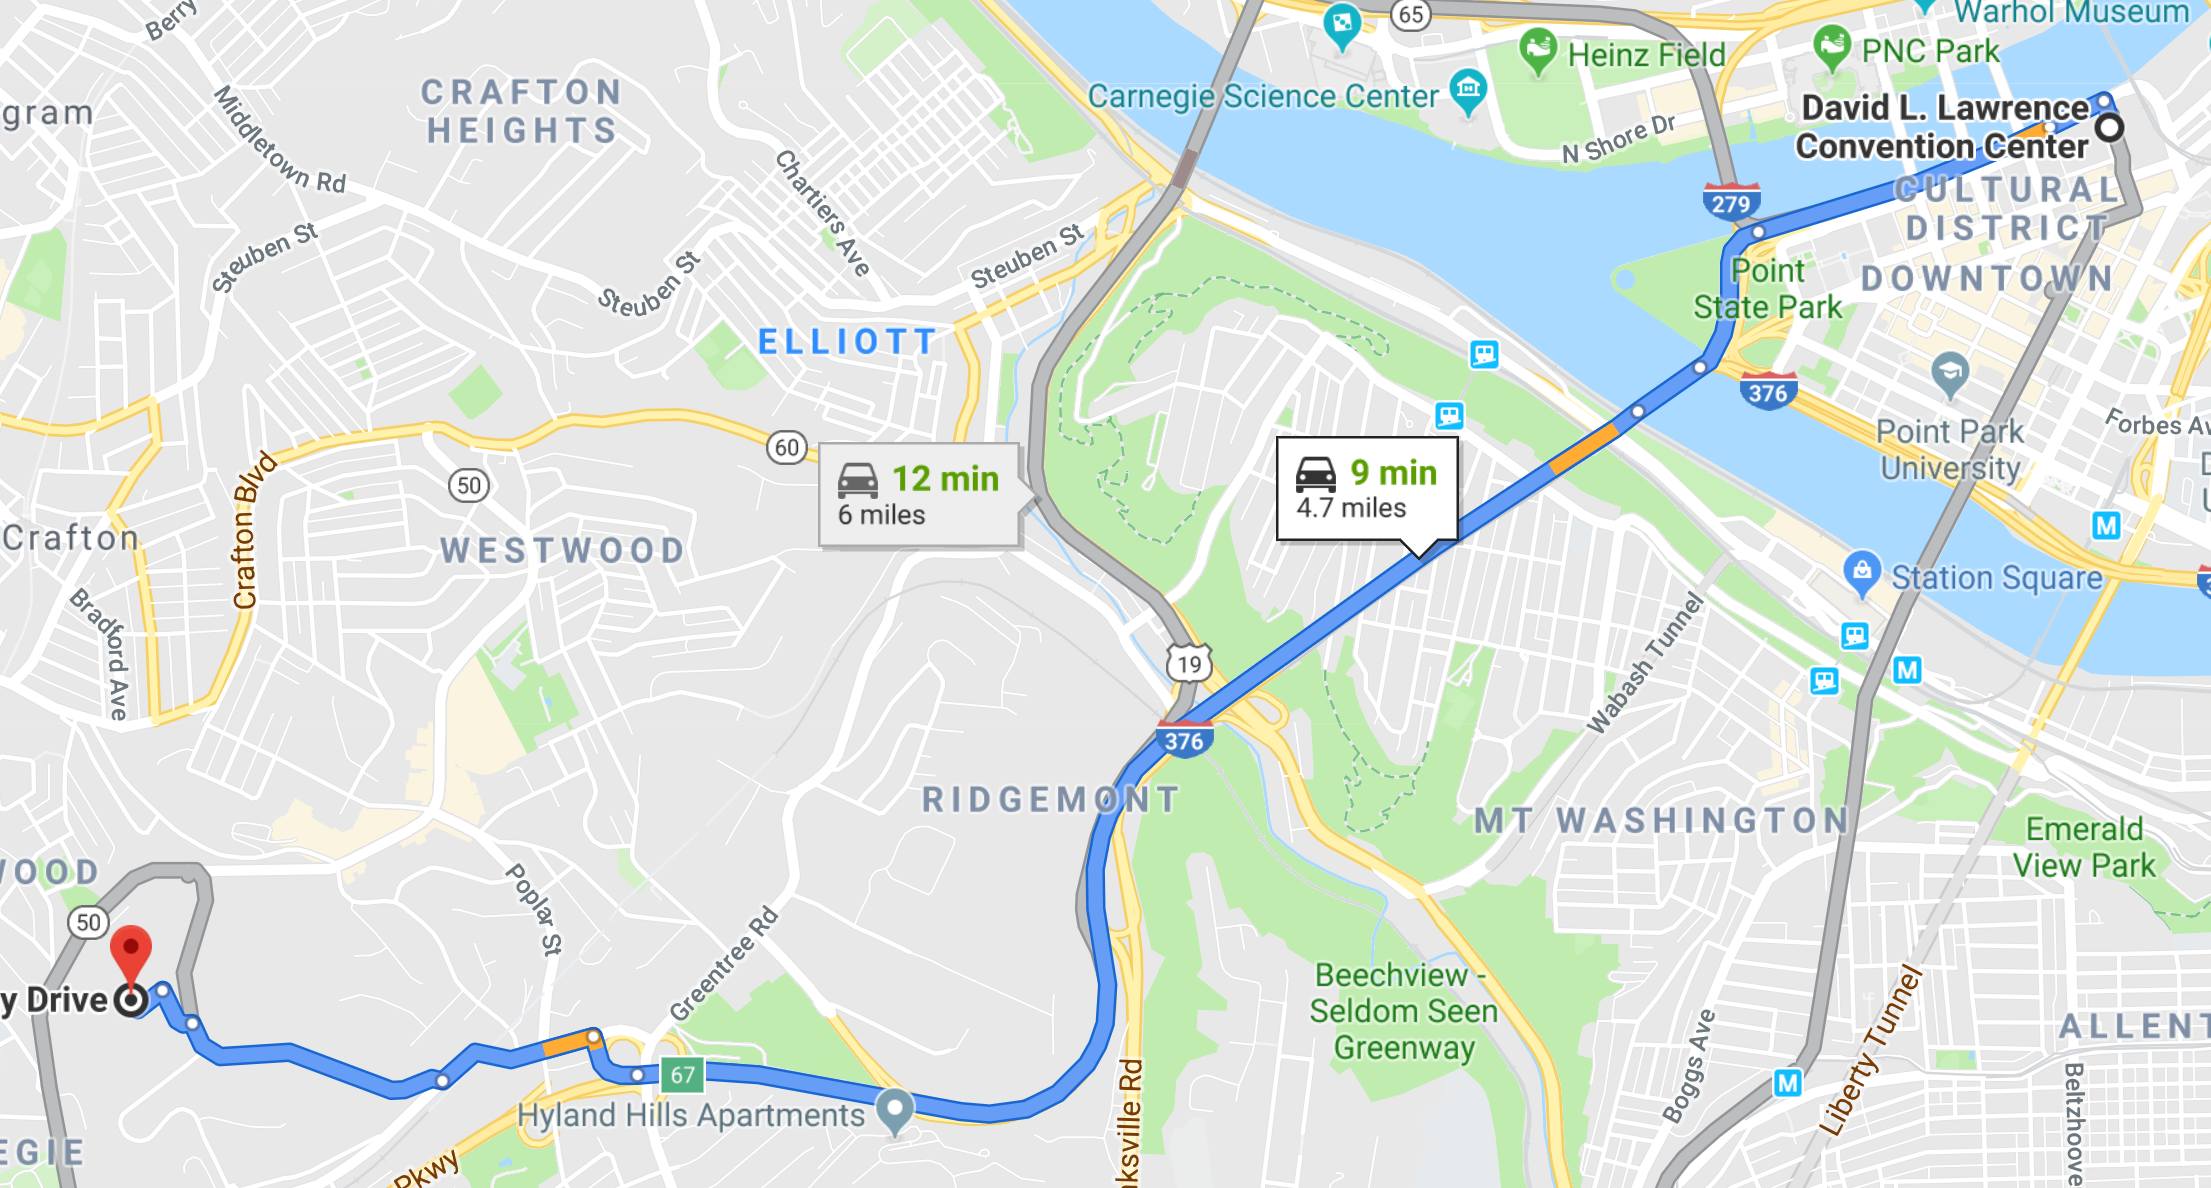 Berry
65
Warhol Museum
Heinz Field
PNC Park
CRAFTON
HEIGHTS
Carnegie Science Center
gram
Middletown Rd
David L. Lawrence
Convention Center
N Shore Dr
Chartiers Ave
CULTURAL
DISTRICT
279
Steuben St
Steuben St
Steuben St
Point
State Park
DOWNTOWN
ELLIOTT
376
60
50
Crafton Blvd
12 min
6 miles
9 min
4.7 miles
Point Park
University
Forbes Av
Crafton
WESTWOOD
M
Station Square
Bradford Ave
Wabash Tunnel
19
M
376
RIDGEMONT
MT WASHINGTON
Emerald
View Park
WOOD
50
Poplar St
Greentree Rd
y Drive
Beechview -
Seldom Seen
Greenway
Boggs Ave
Liberty Tunnel
ALLENT
67
Hyland Hills Apartments
M
Beltzhoove
EGIE
Pkwy
ksville Rd